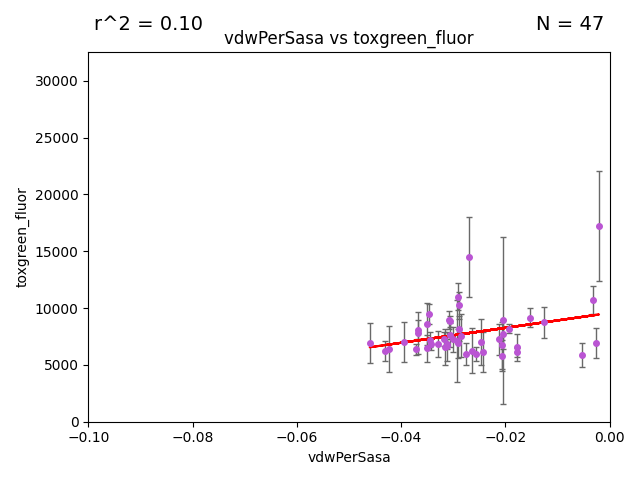 r^2 = 0.10
N = 47
vdwPerSasa vs toxgreen_fluor
30000
25000
20000
15000
10000
5000
0
toxgreen_fluor
−0.10
−0.08
−0.06
−0.04
−0.02
0.00
vdwPerSasa